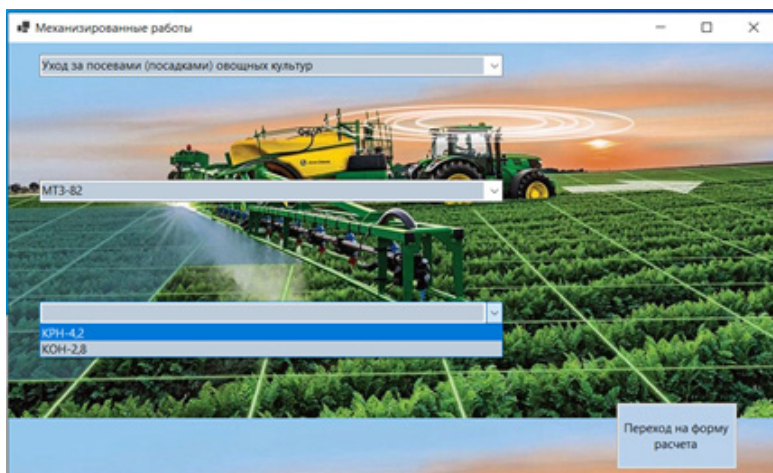 Механизированные работы
Уход за посевами (посадками) овощных культур
МТЗ-82
КРН-4,2
КОН-2,8
Переход на форму
расчета